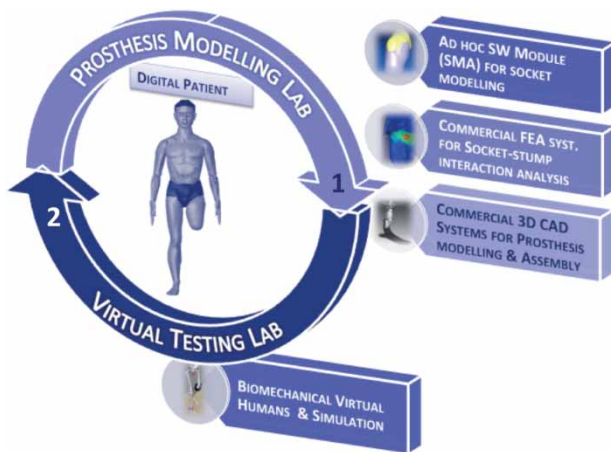 PROSTHESIS MODELLING LAB
DIGITAL PATIENT
1
2
VIRTUAL TESTING LAB
AD HOC SW MODULE
(SMA) FOR SOCKET
MODELLING
COMMERCIAL FEA SYST.
FOR SOCKET-STUMP
INTERACTION ANALYSIS
COMMERCIAL 3D CAD
SYSTEMS FOR PROSTHESIS
MODELLING & ASSEMBLY
BIOMECHANICAL VIRTUAL
HUMANS & SIMULATION